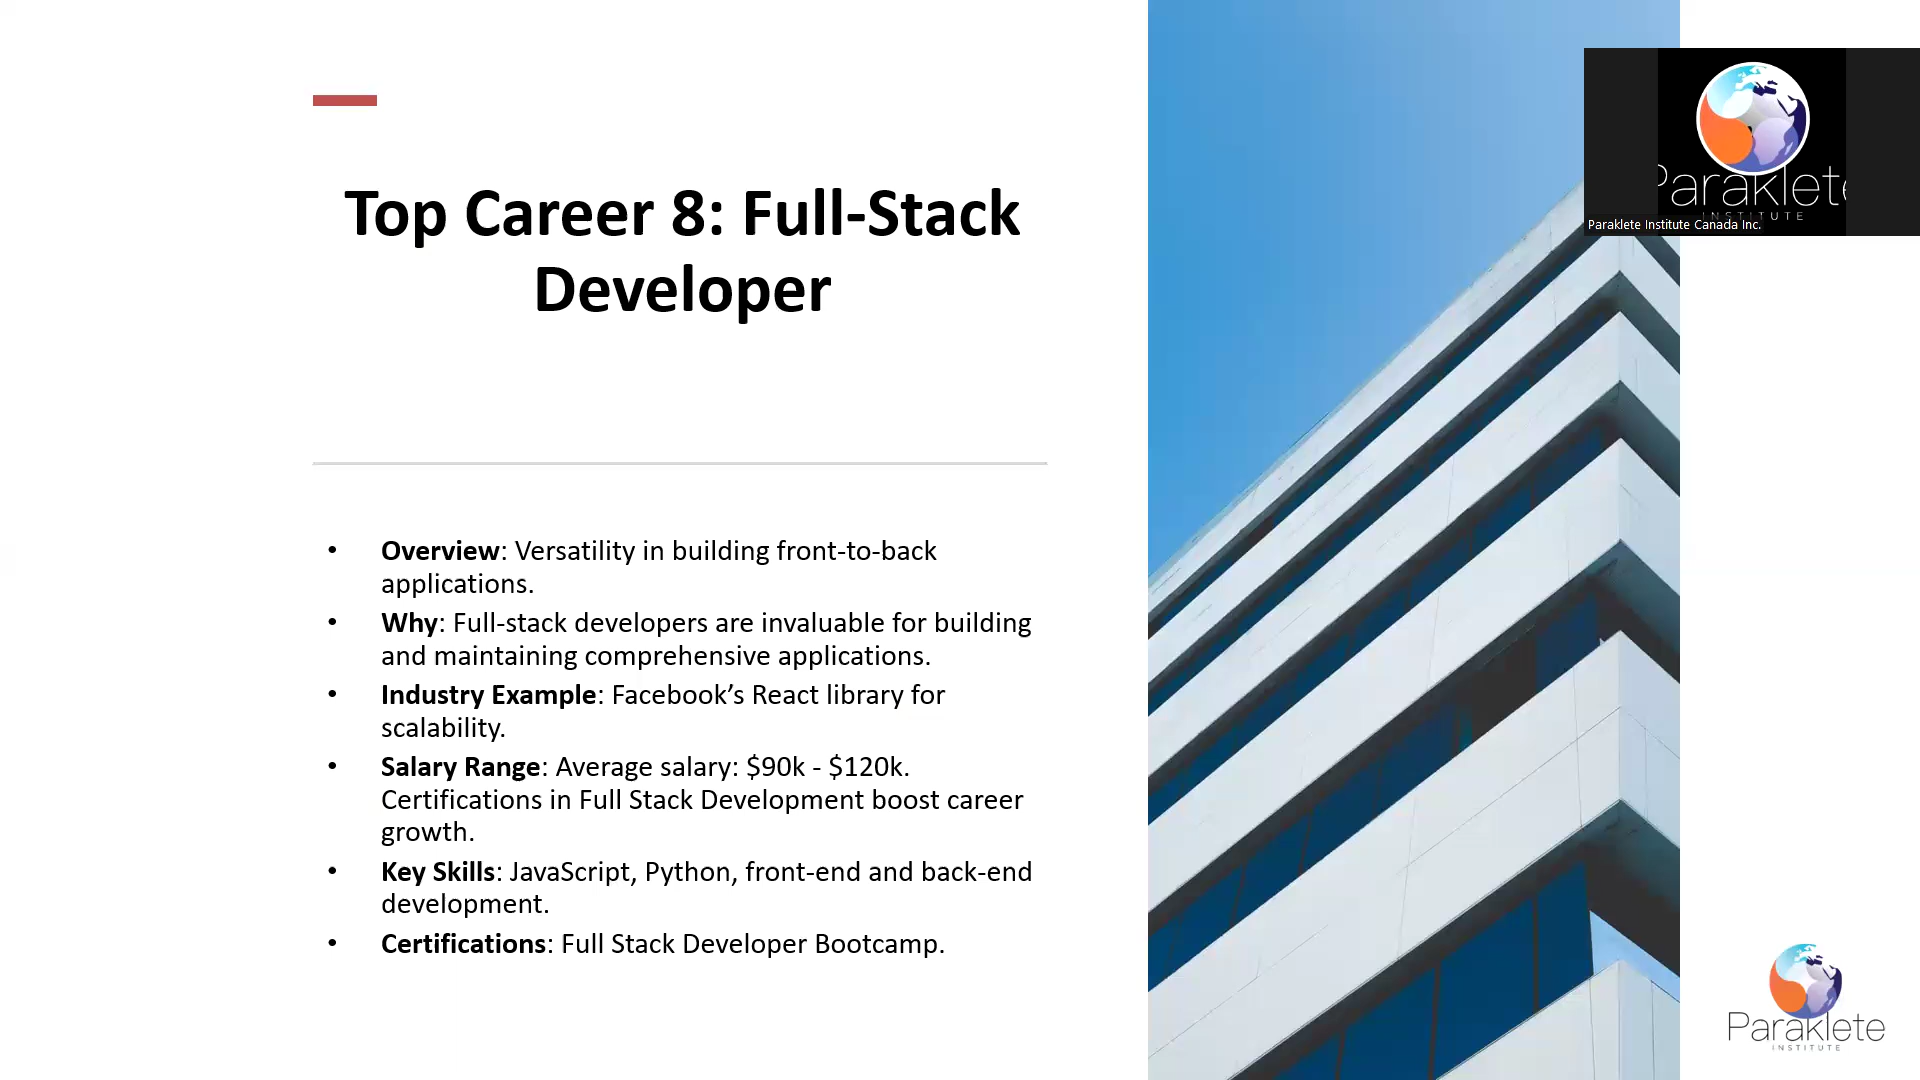 Top Career 8: Full-Stack
Developer
• Overview: Versatility in building front-to-back
applications.
• Why: Full-stack developers are invaluable for building
and maintaining comprehensive applications.
• Industry Example: Facebook’s React library for
scalability.
• Salary Range: Average salary: $90k - $120k.
Certifications in Full Stack Development boost career
growth.
• Key Skills: JavaScript, Python, front-end and back-end
development.
• Certifications: Full Stack Developer Bootcamp.
Paraklete
INSTITUTE
Paraklete Institute Canada Inc.
Paraklete
INSTITUTE